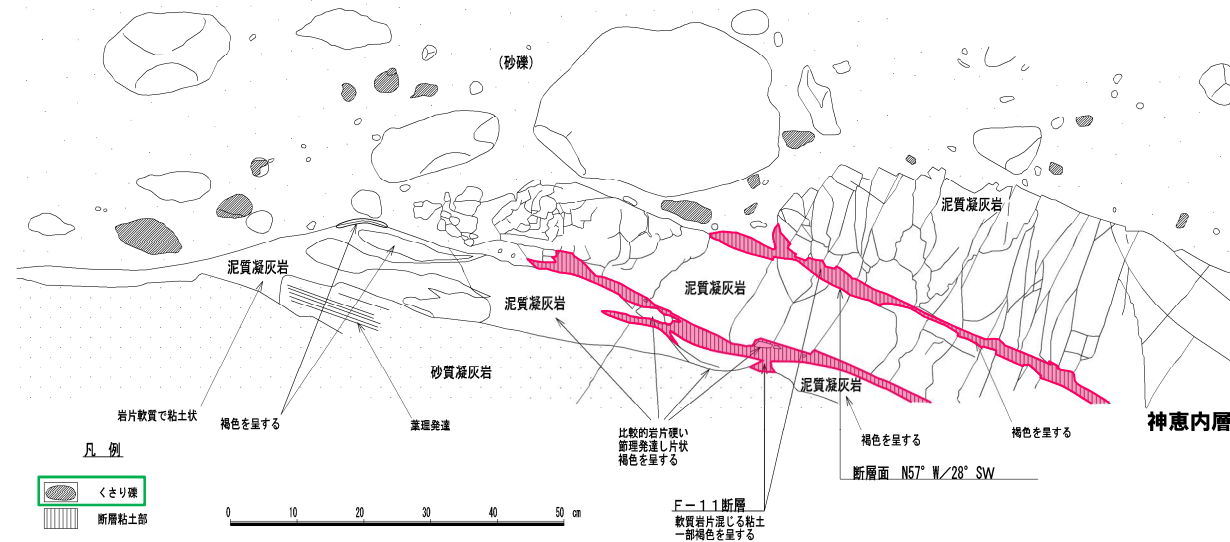 (砂礫)
泥質凝灰岩
泥質凝灰岩
泥質凝灰岩
泥質凝灰岩
砂質凝灰岩
泥質凝灰岩
岩片軟質で粘土状
褐色を呈する
葉理発達
比較的岩片硬い
節理発達し片状
褐色を呈する
褐色を呈する
褐色を呈する
神恵内層
断層面 N57°W/28°SW
F-11断層
軟質岩片混じる粘土
一部褐色を呈する
凡 例
くさり礫
断層粘土部
0 10 20 30 40 50 cm